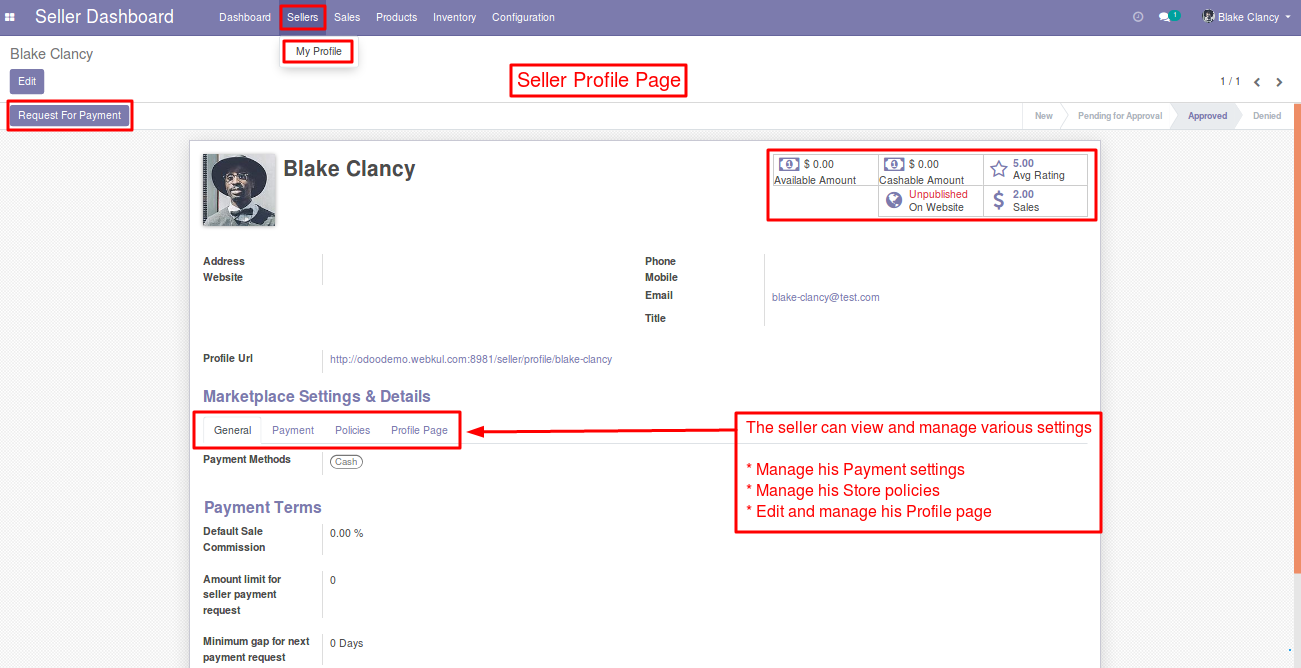 Seller Dashboard Dashboard Sellers Sales Products Inventory Configuration 1 Blake Clancy
My Profile
Blake Clancy
Edit
Seller Profile Page
1 / 1
Request For Payment
New Pending for Approval Approved Denied
Blake Clancy
$ 0.00
Available Amount
$ 0.00
Cashable Amount
5.00
Avg Rating
Unpublished
On Website
2.00
Sales
Address
Website
Phone
Mobile
Email blake-clancy@test.com
Title
Profile Url http://odoodemo.webkul.com:8981/seller/profile/blake-clancy
Marketplace Settings & Details
General Payment Policies Profile Page
The seller can view and manage various settings
* Manage his Payment settings
* Manage his Store policies
* Edit and manage his Profile page
Payment Methods Cash
Payment Terms
Default Sale
Commission
0.00 %
Amount limit for
seller payment
request
0
Minimum gap for next
payment request
0 Days